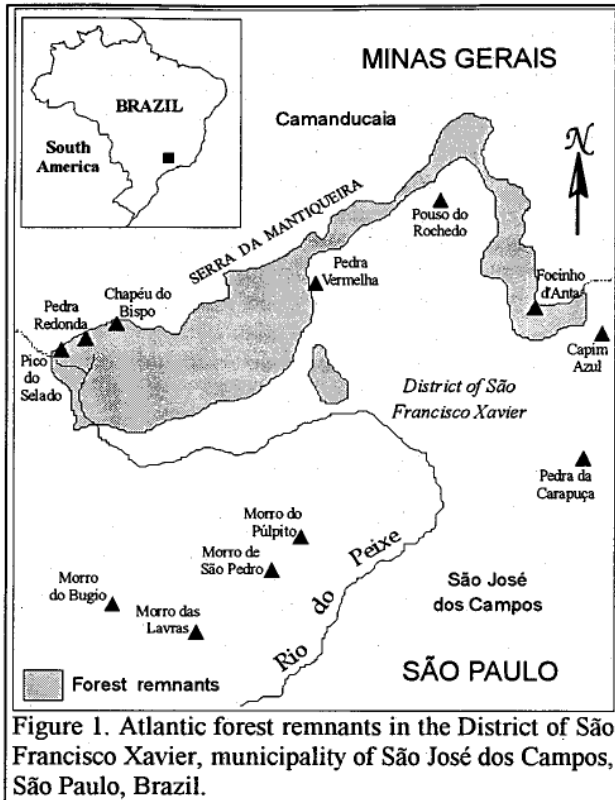 MINAS GERAIS
BRAZIL
South
America
Camanducaia
N
SERRA DA MANTIQUEIRA
Pouso do
Rochedo
Pedra
Vermelha
Focinho
d'Anta
Chapéu do
Bispo
Pedra
Redonda
Pico
do
Selado
Capim
Azul
District of São
Francisco Xavier
Pedra da
Carapuça
Morro do
Púlpito
Morro de
São Pedro
Morro
do Bugio
Morro das
Lavras
Rio do Peixe
São José
dos Campos
SÃO PAULO
Forest remnants
Figure 1. Atlantic forest remnants in the District of São
Francisco Xavier, municipality of São José dos Campos,
São Paulo, Brazil.